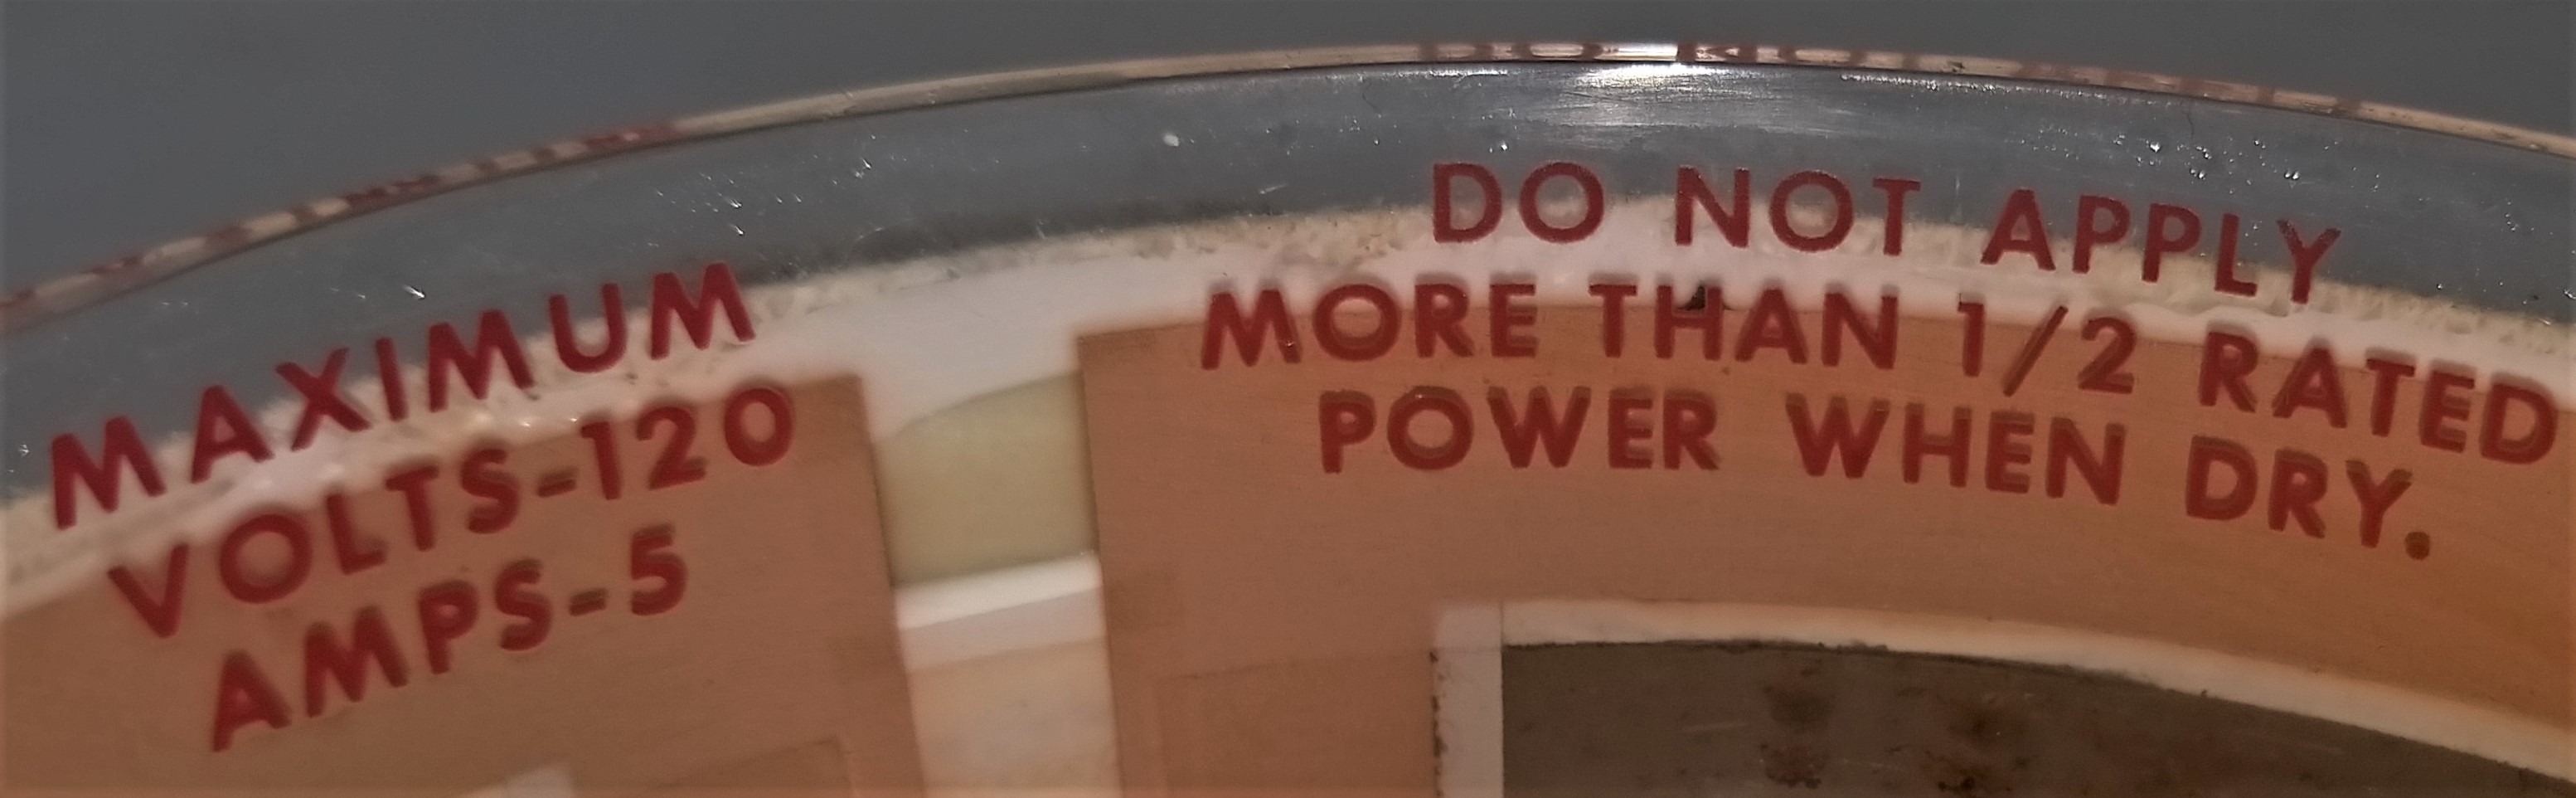 MAXIMUM
VOLTS-120
AMPS-5
DO NOT APPLY
MORE THAN 1/2 RATED
POWER WHEN DRY.